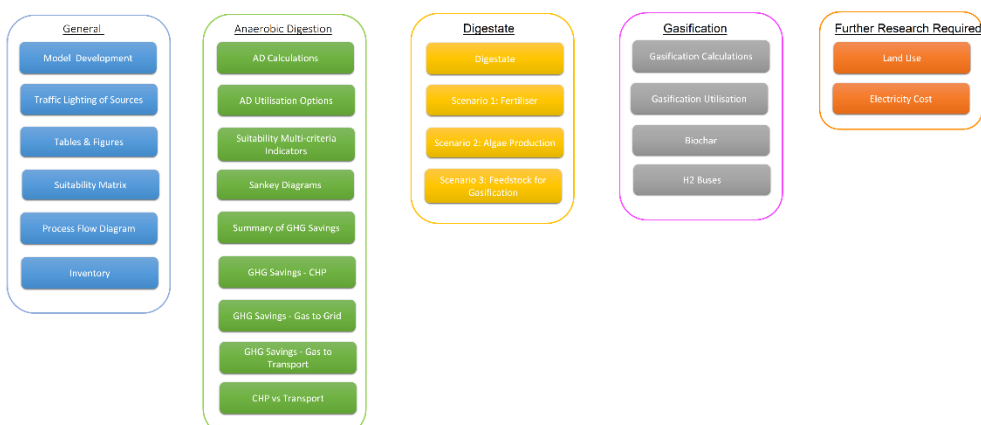 General
Model Development
Traffic Lighting of Sources
Tables & Figures
Suitability Matrix
Process Flow Diagram
Inventory
Anaerobic Digestion
AD Calculations
AD Utilisation Options
Suitability Multi-criteria
Indicators
Sankey Diagrams
Summary of GHG Savings
GHG Savings - CHP
GHG Savings - Gas to Grid
GHG Savings - Gas to
Transport
CHP vs Transport
Digestate
Digestate
Scenario 1: Fertiliser
Scenario 2: Algae Production
Scenario 3: Feedstock for
Gasification
Gasification
Gasification Calculations
Gasification Utilisation
Biochar
H2 Buses
Further Research Required
Land Use
Electricity Cost